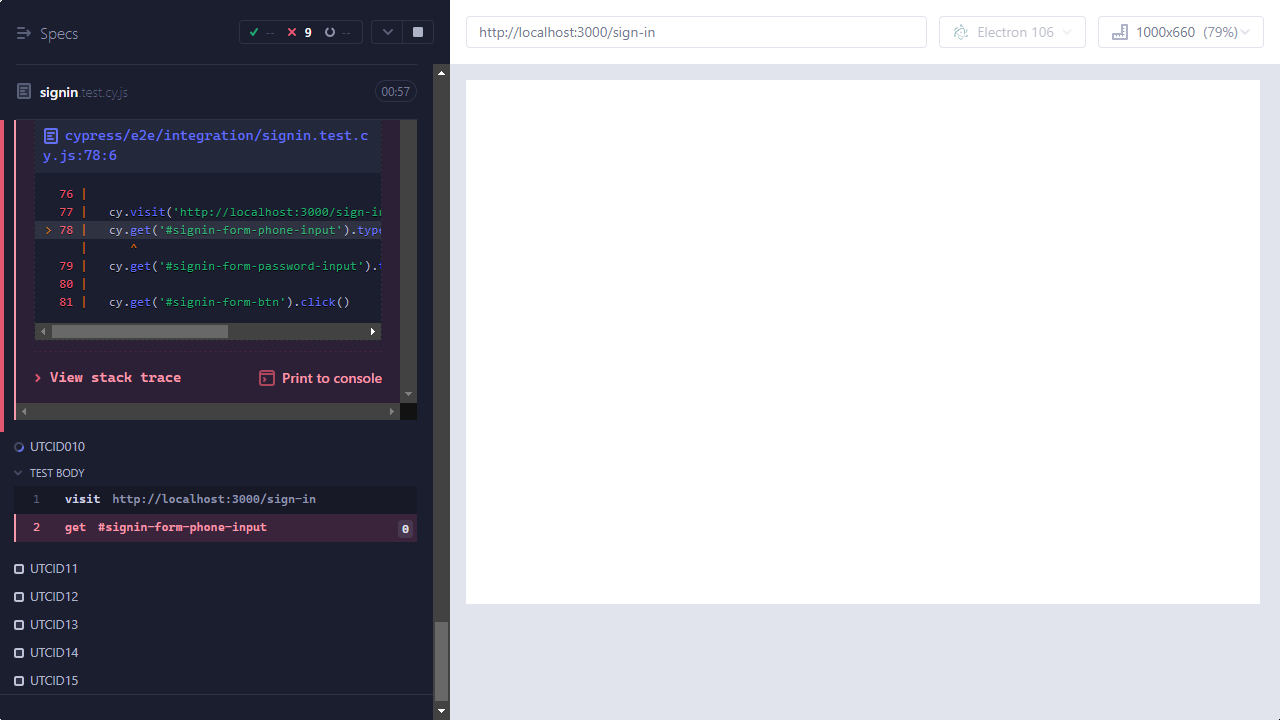 Specs
-- 9 --
http://localhost:3000/sign-in
Electron 106
1000x660 (79%)
signin.test.cy.js
00:57
cypress/e2e/integration/signin.test.c
y.js:78:6
76 |
77 | cy.visit('http://localhost:3000/sign-in
> 78 | cy.get('#signin-form-phone-input').type
| ^
79 | cy.get('#signin-form-password-input').t
80 |
81 | cy.get('#signin-form-btn').click()
> View stack trace
Print to console
UTCID010
TEST BODY
1 visit http://localhost:3000/sign-in
2 get #signin-form-phone-input 0
UTCID11
UTCID12
UTCID13
UTCID14
UTCID15